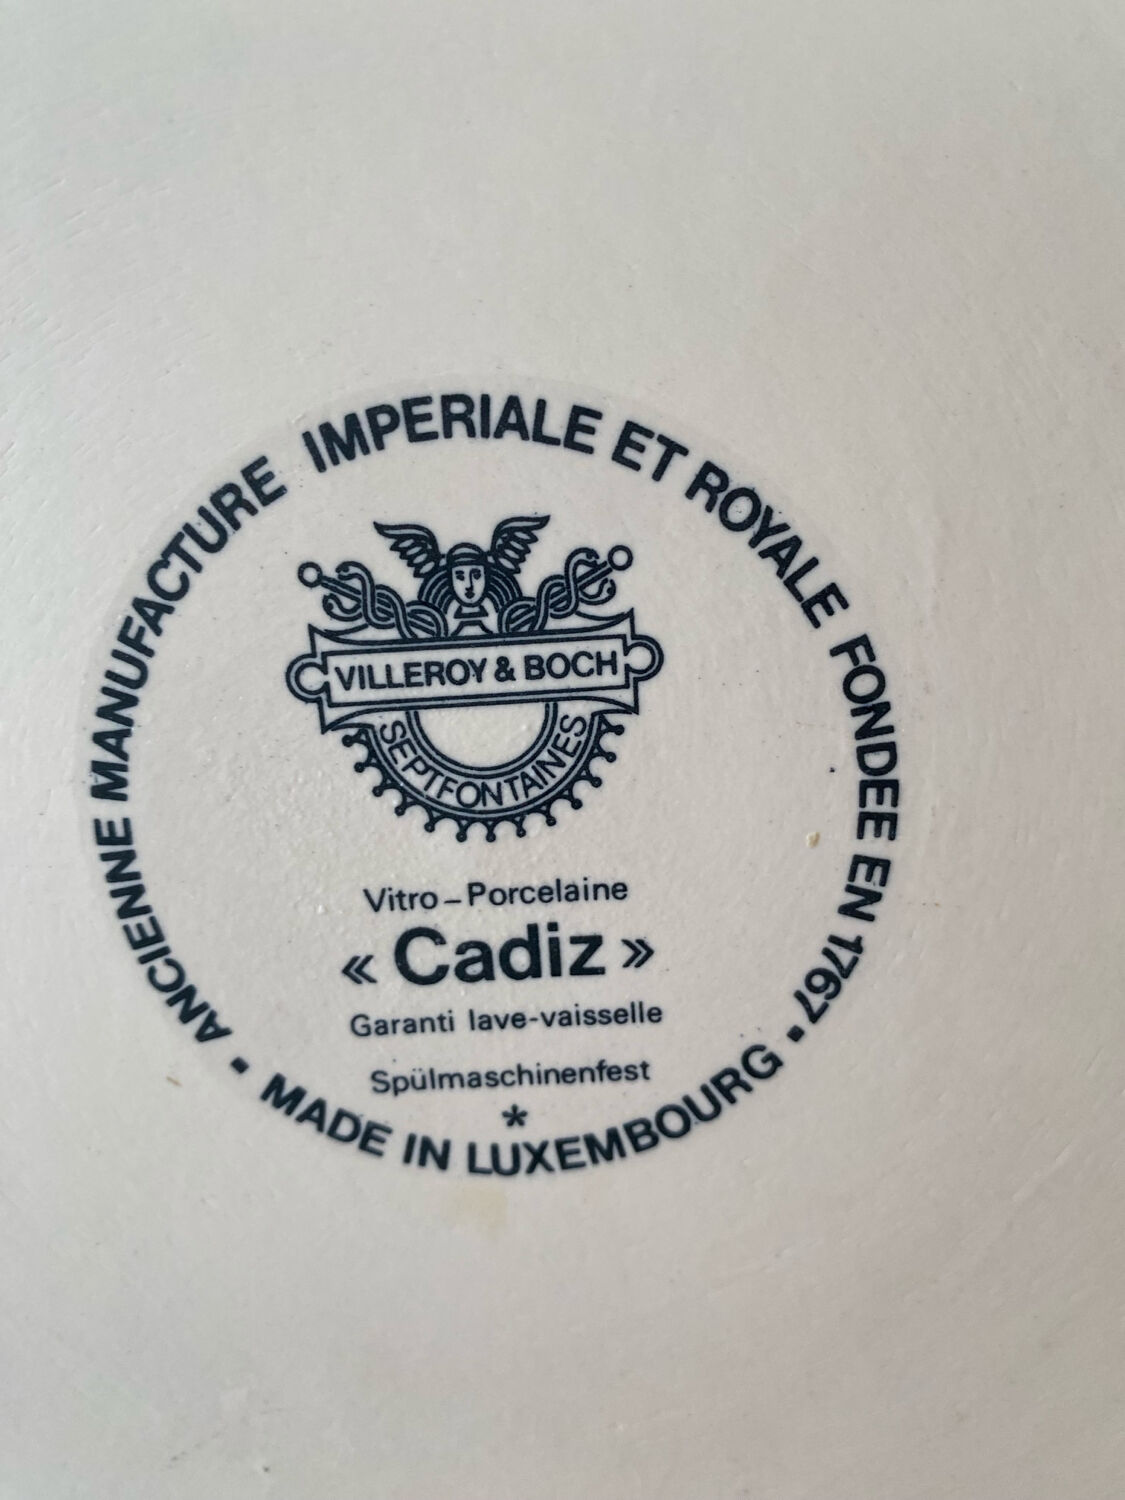 ANCIENNE MANUFACTURE IMPERIALE ET ROYALE FONDEE EN 1767 •
VILLEROY & BOCH
SEPTFONTAINES
Vitro-Porcelaine
« Cadiz »
Garanti lave-vaisselle
Spülmaschinenfest
*
• MADE IN LUXEMBOURG